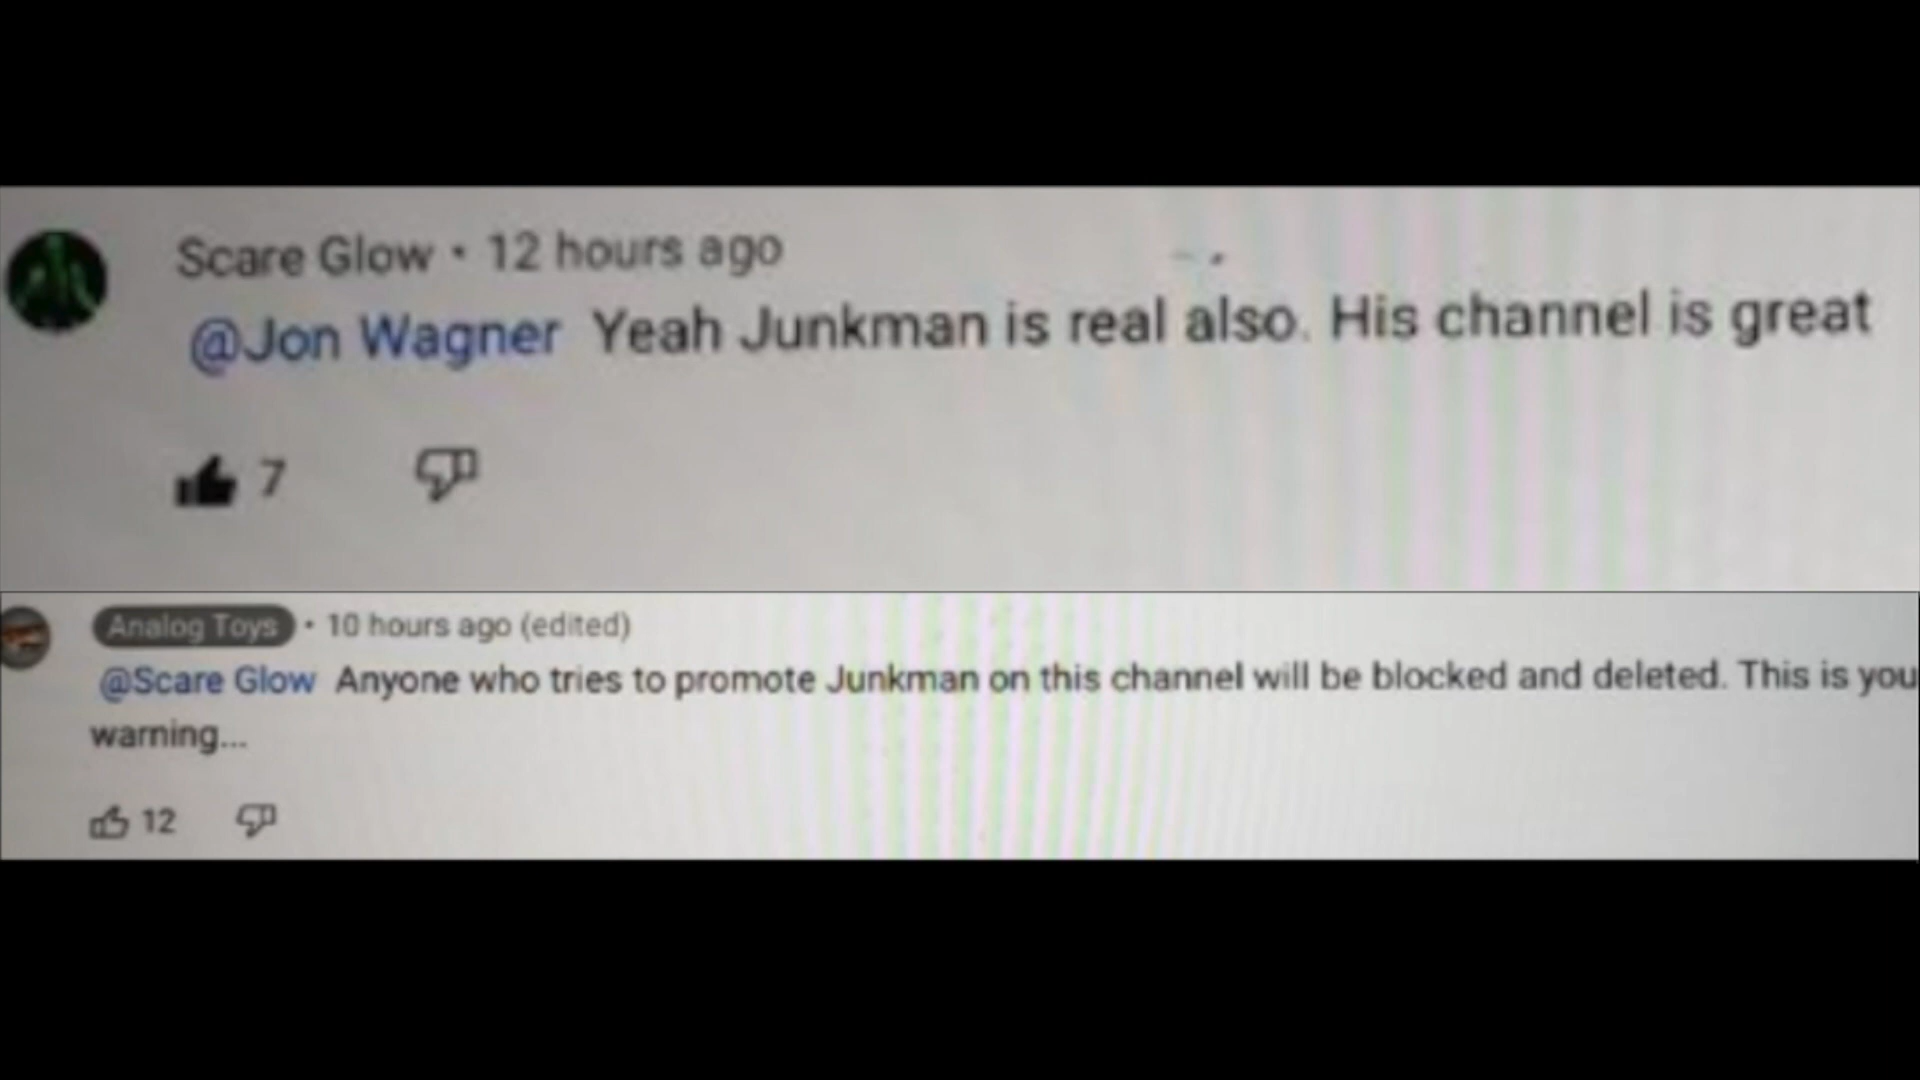 Scare Glow • 12 hours ago
@Jon Wagner Yeah Junkman is real also. His channel is great
7
Analog Toys • 10 hours ago (edited)
@Scare Glow Anyone who tries to promote Junkman on this channel will be blocked and deleted. This is you
warning...
12